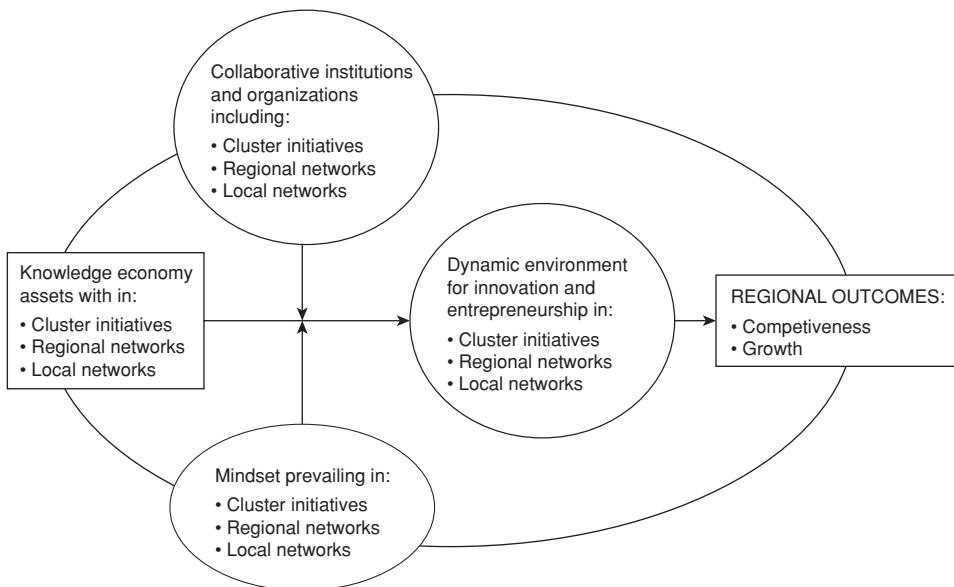 Collaborative institutions
and organizations
including:
• Cluster initiatives
• Regional networks
• Local networks
Knowledge economy
assets with in:
• Cluster initiatives
• Regional networks
• Local networks
Dynamic environment
for innovation and
entrepreneurship in:
• Cluster initiatives
• Regional networks
• Local networks
REGIONAL OUTCOMES:
• Competiveness
• Growth
Mindset prevailing in:
• Cluster initiatives
• Regional networks
• Local networks